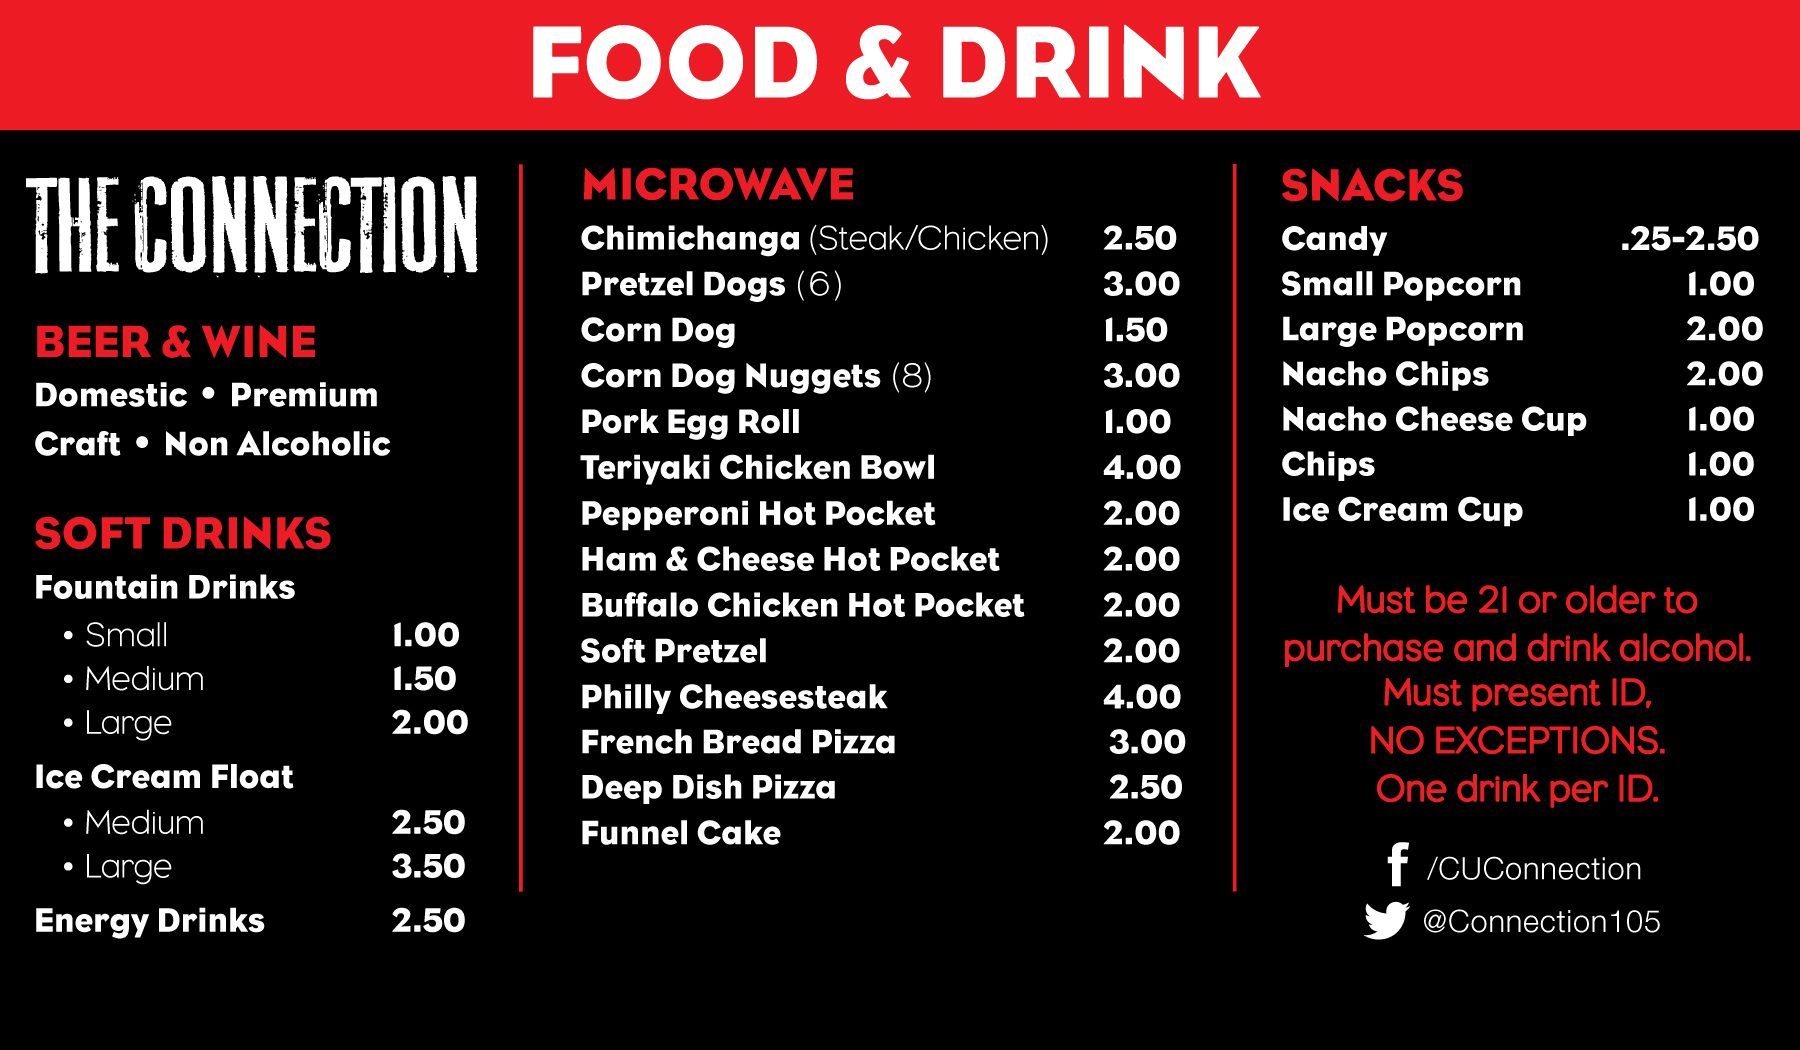 FOOD & DRINK
THE CONNECTION
BEER & WINE
Domestic • Premium
Craft • Non Alcoholic
SOFT DRINKS
Fountain Drinks
• Small 1.00
• Medium 1.50
• Large 2.00
Ice Cream Float
• Medium 2.50
• Large 3.50
Energy Drinks 2.50
MICROWAVE
Chimichanga (Steak/Chicken) 2.50
Pretzel Dogs (6) 3.00
Corn Dog 1.50
Corn Dog Nuggets (8) 3.00
Pork Egg Roll 1.00
Teriyaki Chicken Bowl 4.00
Pepperoni Hot Pocket 2.00
Ham & Cheese Hot Pocket 2.00
Buffalo Chicken Hot Pocket 2.00
Soft Pretzel 2.00
Philly Cheesesteak 4.00
French Bread Pizza 3.00
Deep Dish Pizza 2.50
Funnel Cake 2.00
SNACKS
Candy .25-2.50
Small Popcorn 1.00
Large Popcorn 2.00
Nacho Chips 2.00
Nacho Cheese Cup 1.00
Chips 1.00
Ice Cream Cup 1.00
Must be 21 or older to
purchase and drink alcohol.
Must present ID,
NO EXCEPTIONS.
One drink per ID.
f /CUConnection
@Connection105